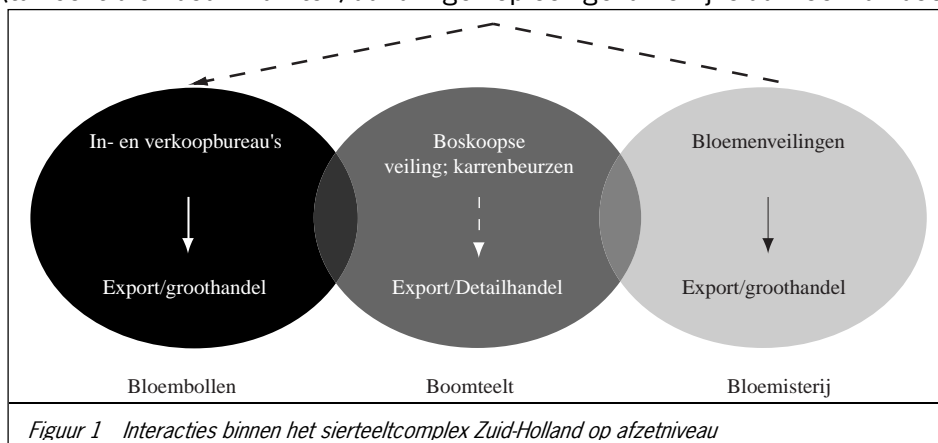 In- en verkoopbureau's
Export/groothandel
Boskoopse
veiling; karrenbeurzen
Export/Detailhandel
Bloemenveilingen
Export/groothandel
Bloembollen
Boomteelt
Bloemisterij
Figuur 1 Interacties binnen het sierteeltcomplex Zuid-Holland op afzetniveau